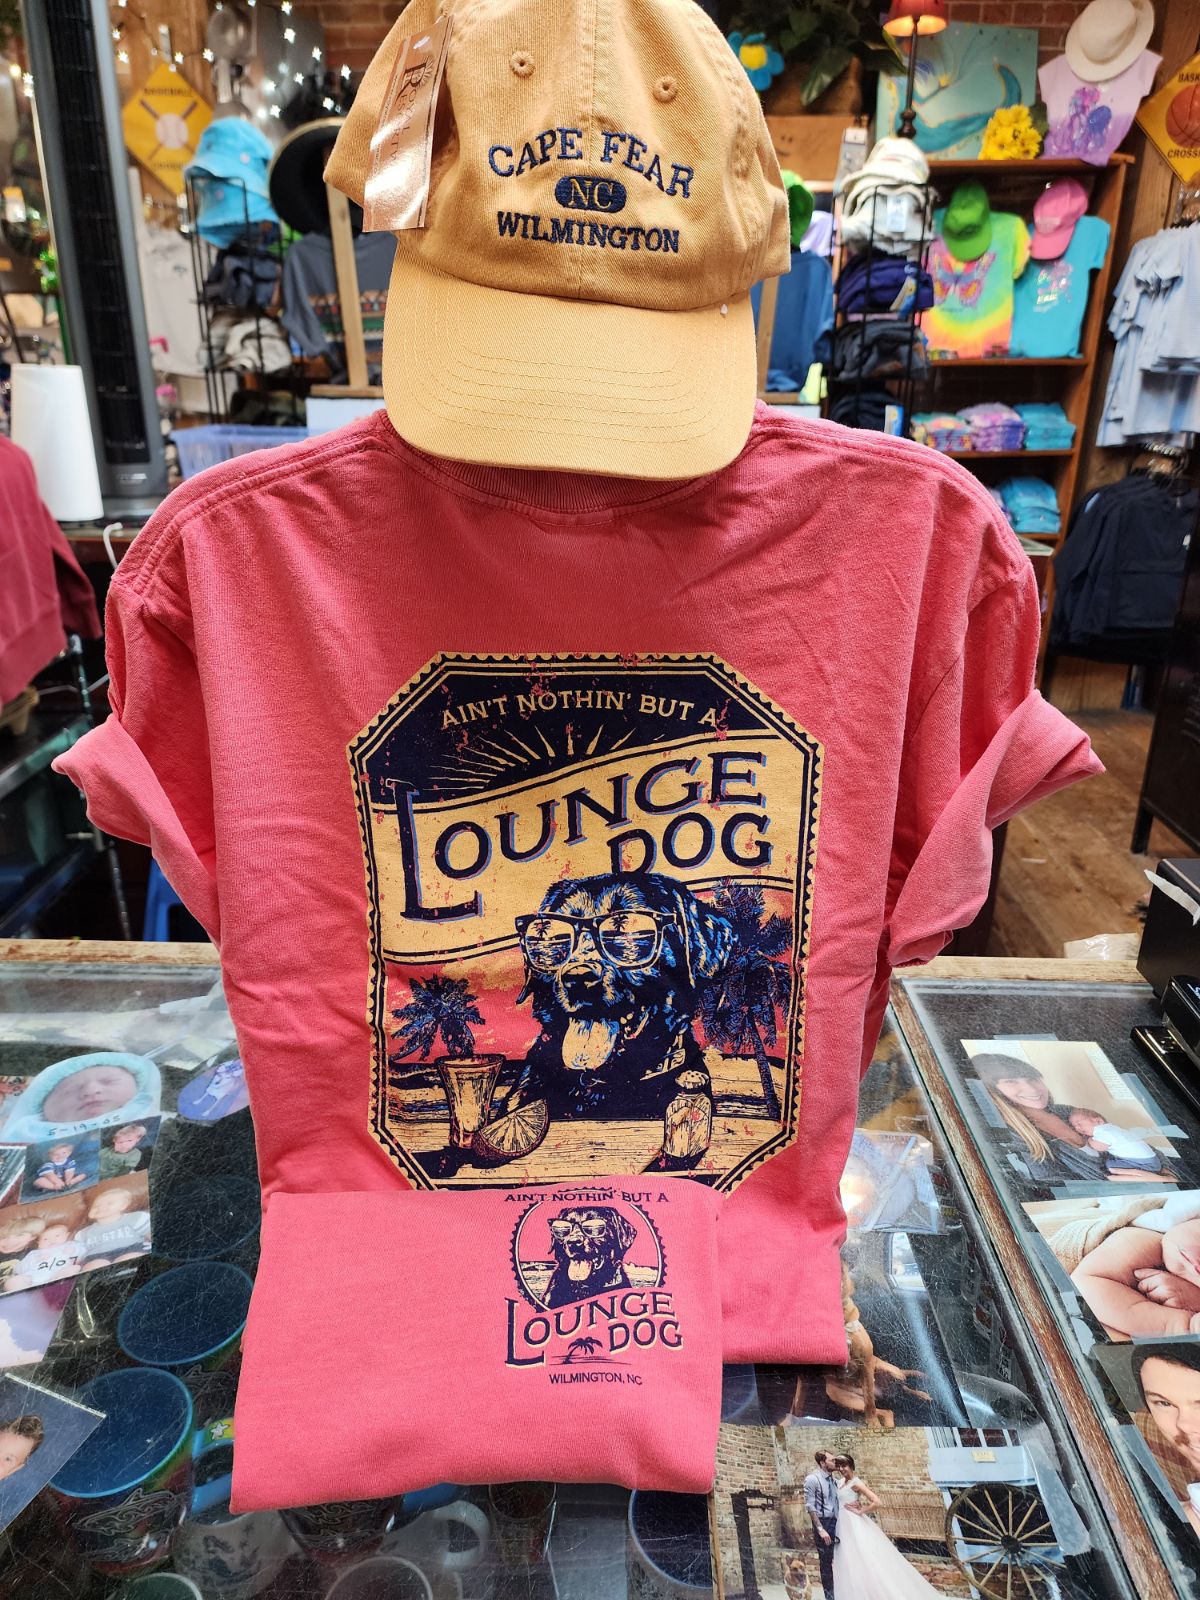 CAPE FEAR
NC
WILMINGTON
AIN'T NOTHIN' BUT A
LOUNGE
DOG
AIN'T NOTHIN' BUT A
LOUNGE
DOG
WILMINGTON, NC
5-19-05
2/07
CROSSI